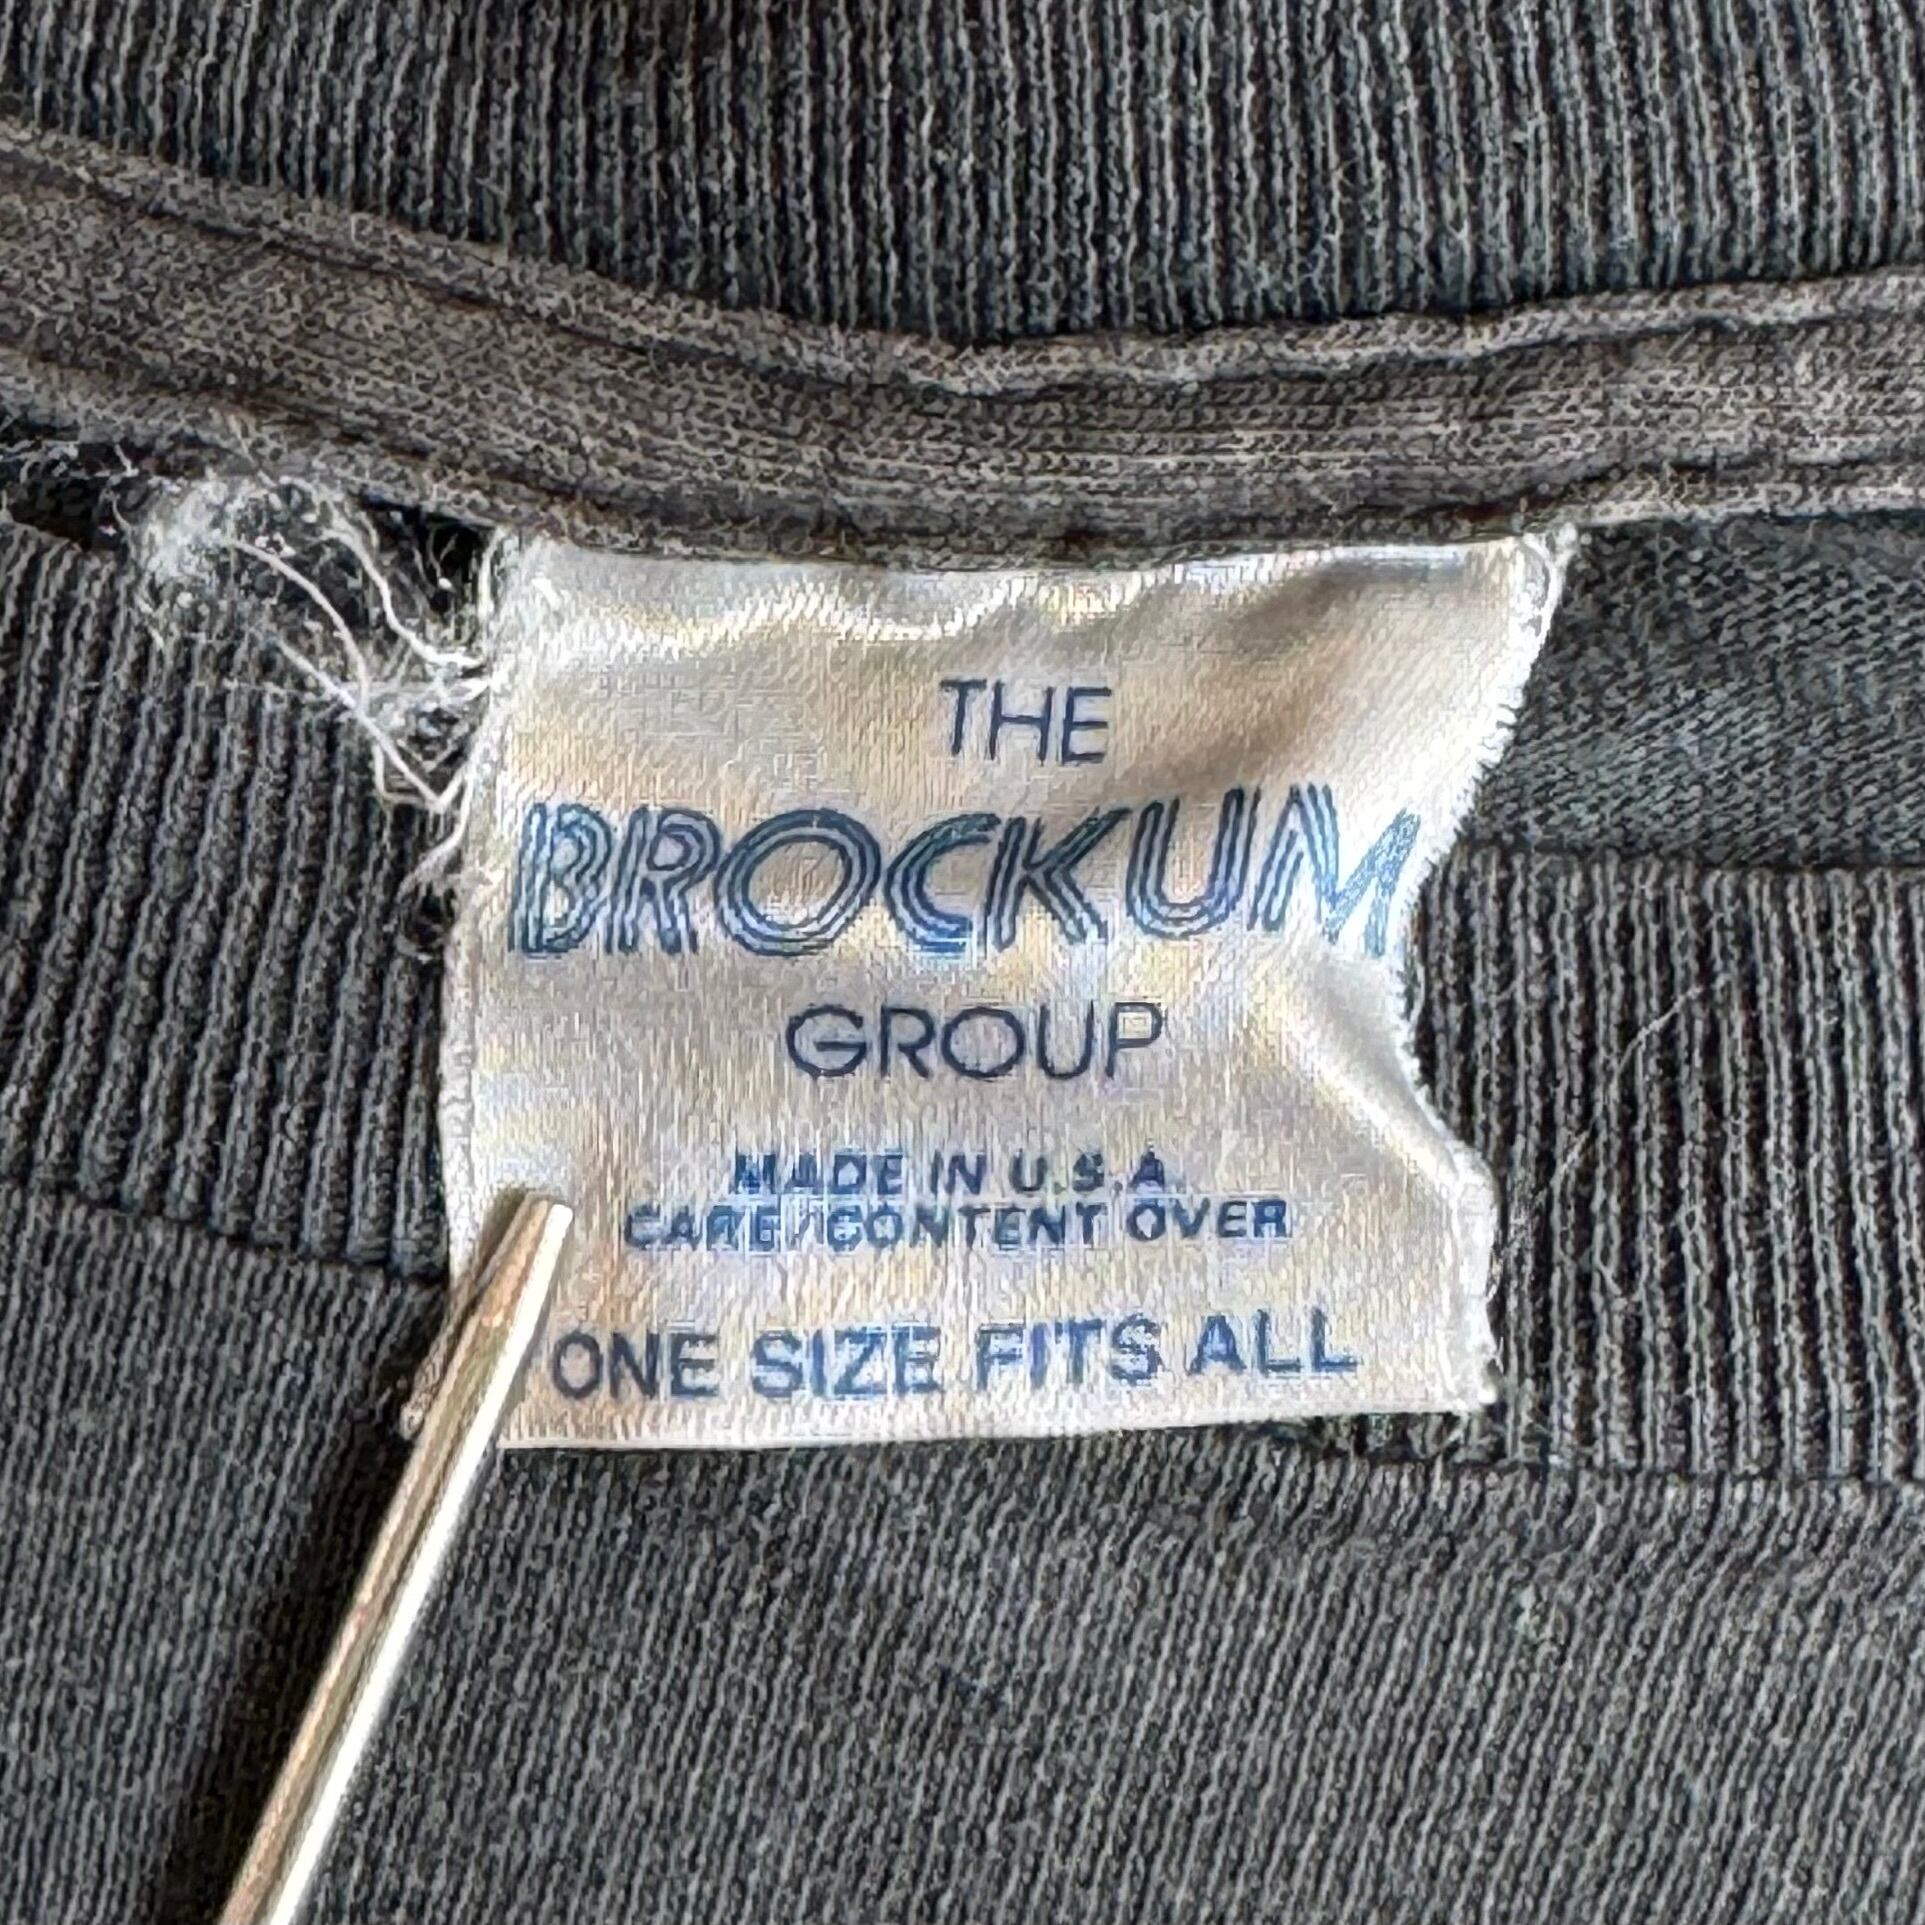 THE
BROCKUM
GROUP
MADE IN U.S.A.
CARE/CONTENT OVER
ONE SIZE FITS ALL